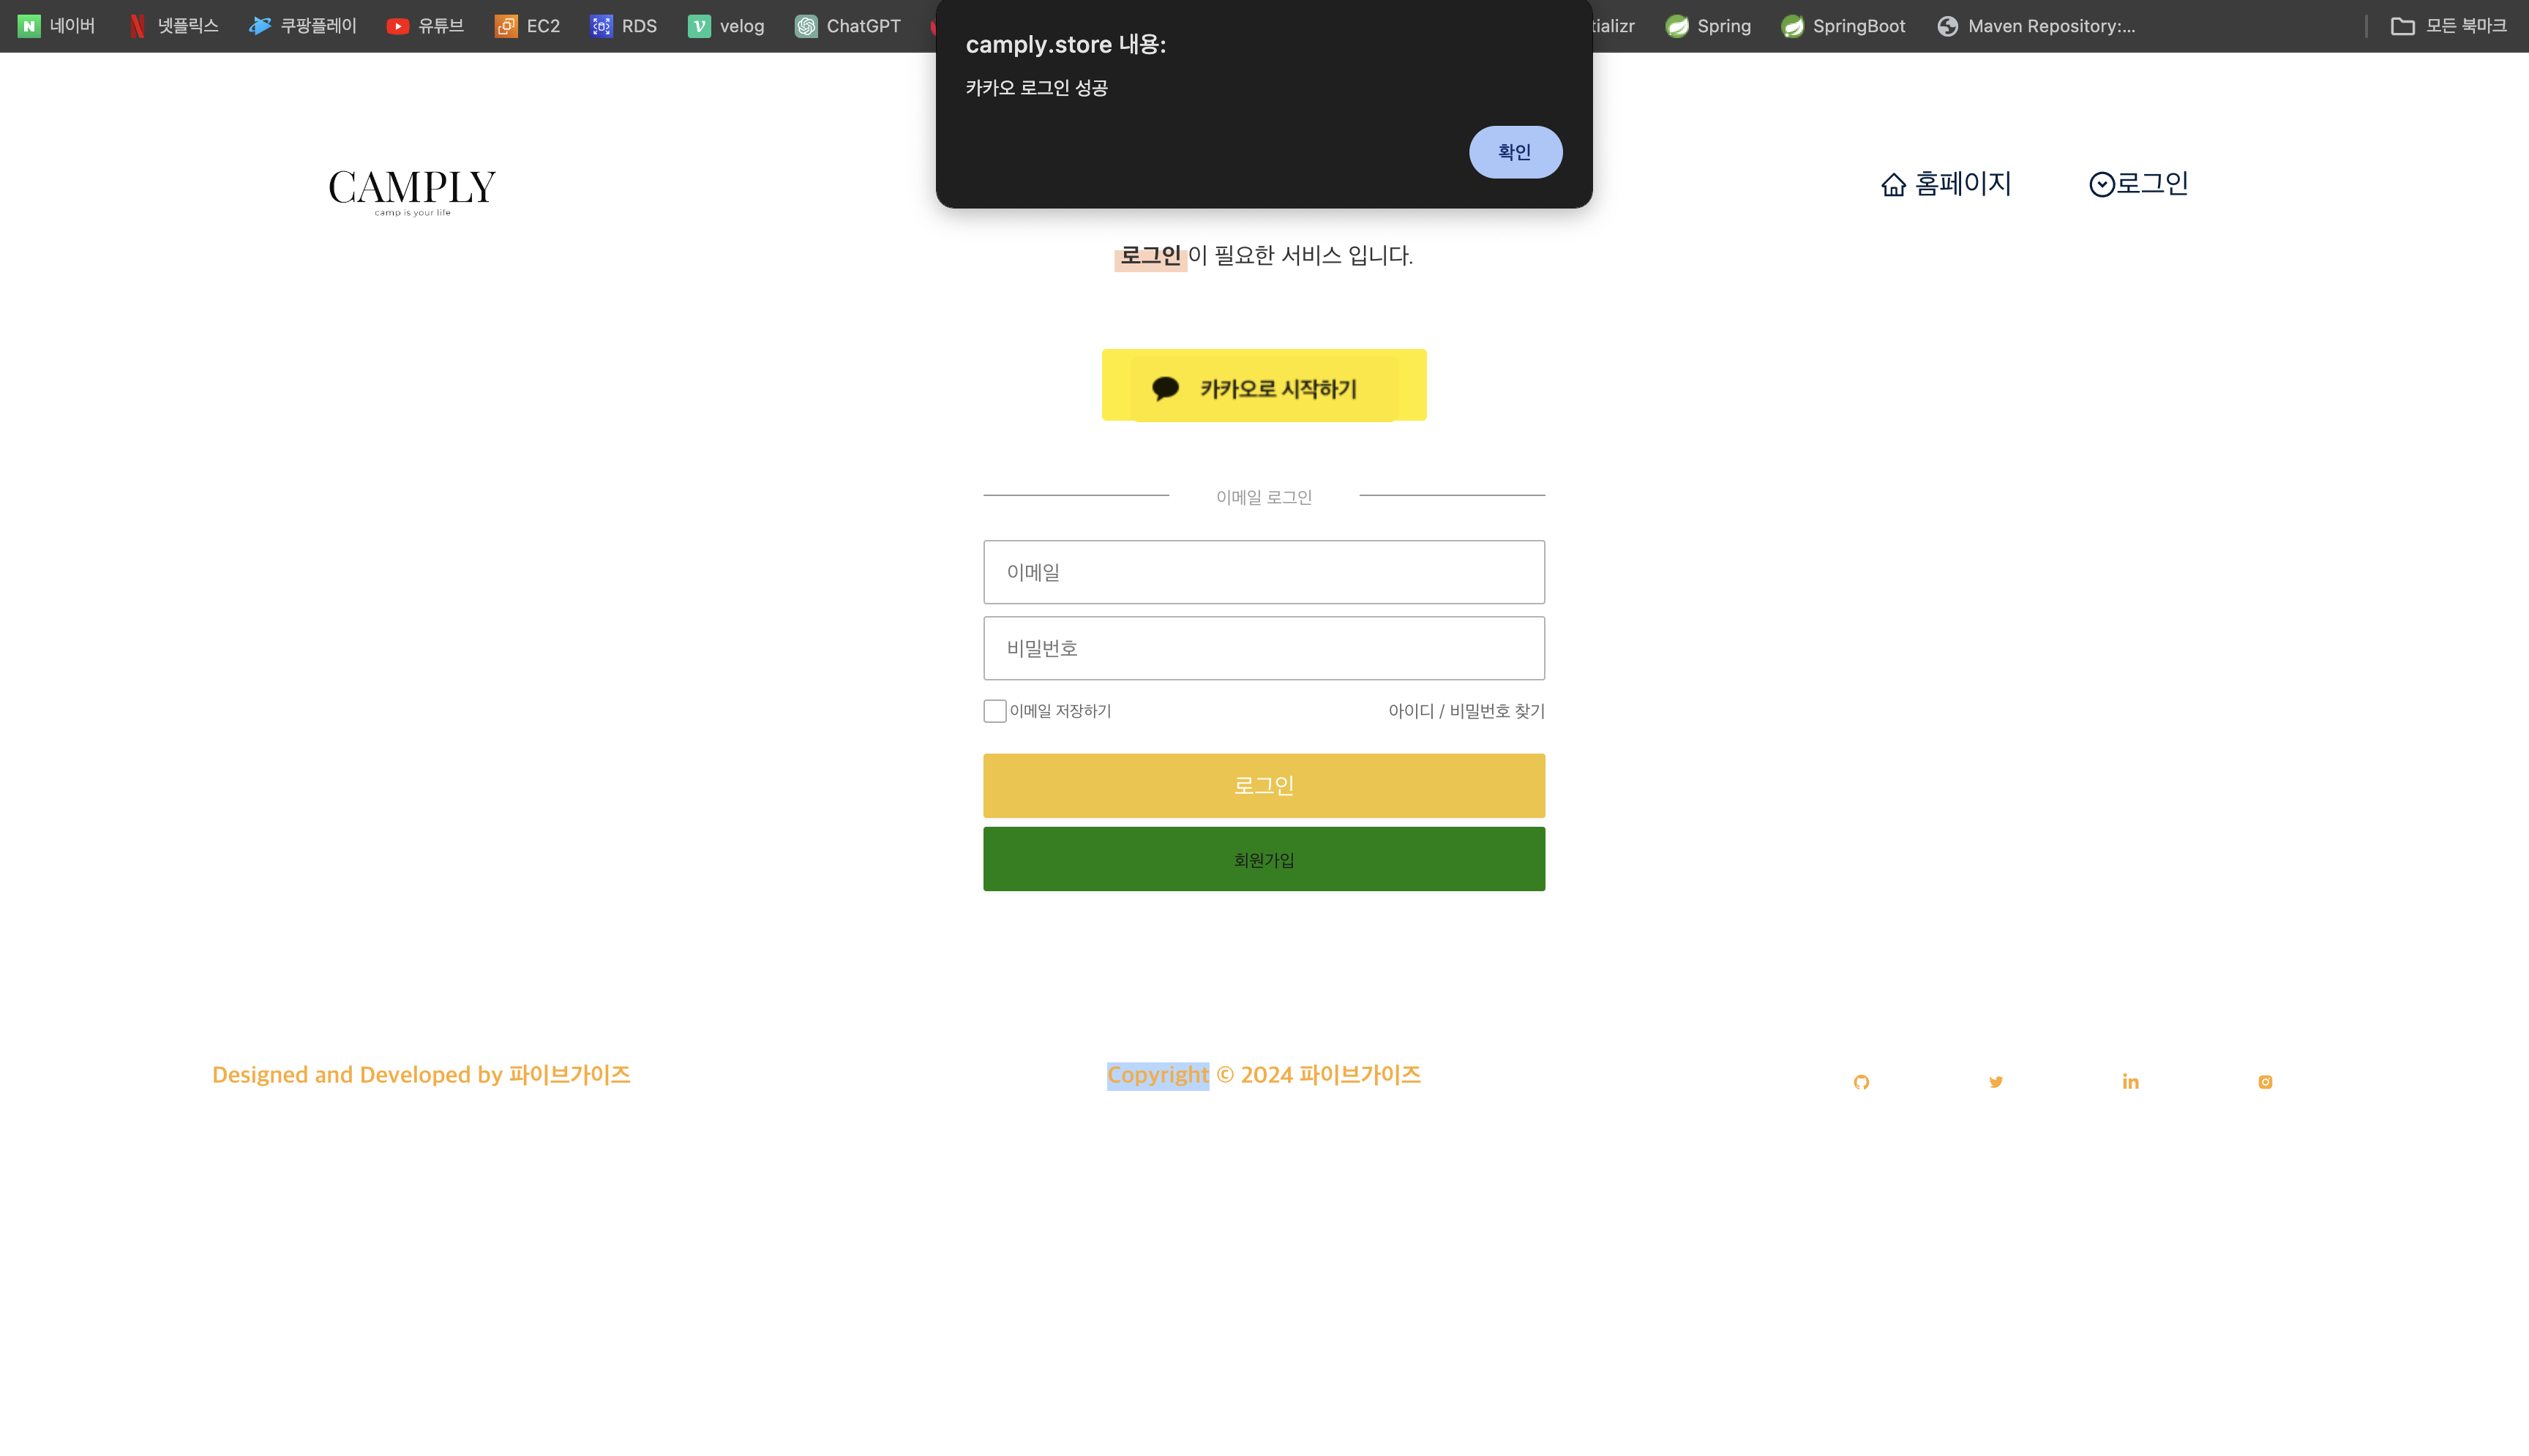 네이버 넷플릭스 쿠팡플레이 유튜브 EC2 RDS velog ChatGPT tializr Spring SpringBoot Maven Repository:... 모든 북마크
camply.store 내용:
카카오 로그인 성공
확인
CAMPLY
camp is your life
홈페이지 로그인
로그인 이 필요한 서비스 입니다.
카카오로 시작하기
이메일 로그인
이메일
비밀번호
이메일 저장하기 아이디 / 비밀번호 찾기
로그인
회원가입
Designed and Developed by 파이브가이즈 Copyright © 2024 파이브가이즈